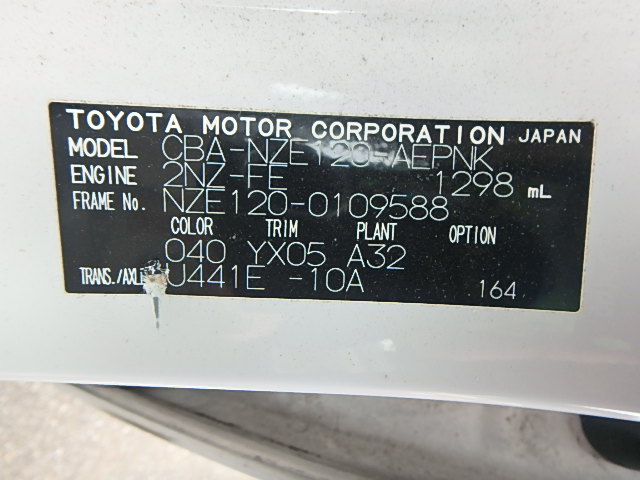 TOYOTA MOTOR CORPORATION JAPAN
MODEL CBA-NZE120-AEPNK
ENGINE 2NZ-FE 1298 mL
FRAME No. NZE120-0109588
COLOR TRIM PLANT OPTION
040 YX05 A32
TRANS./AXLE U441E -10A 164